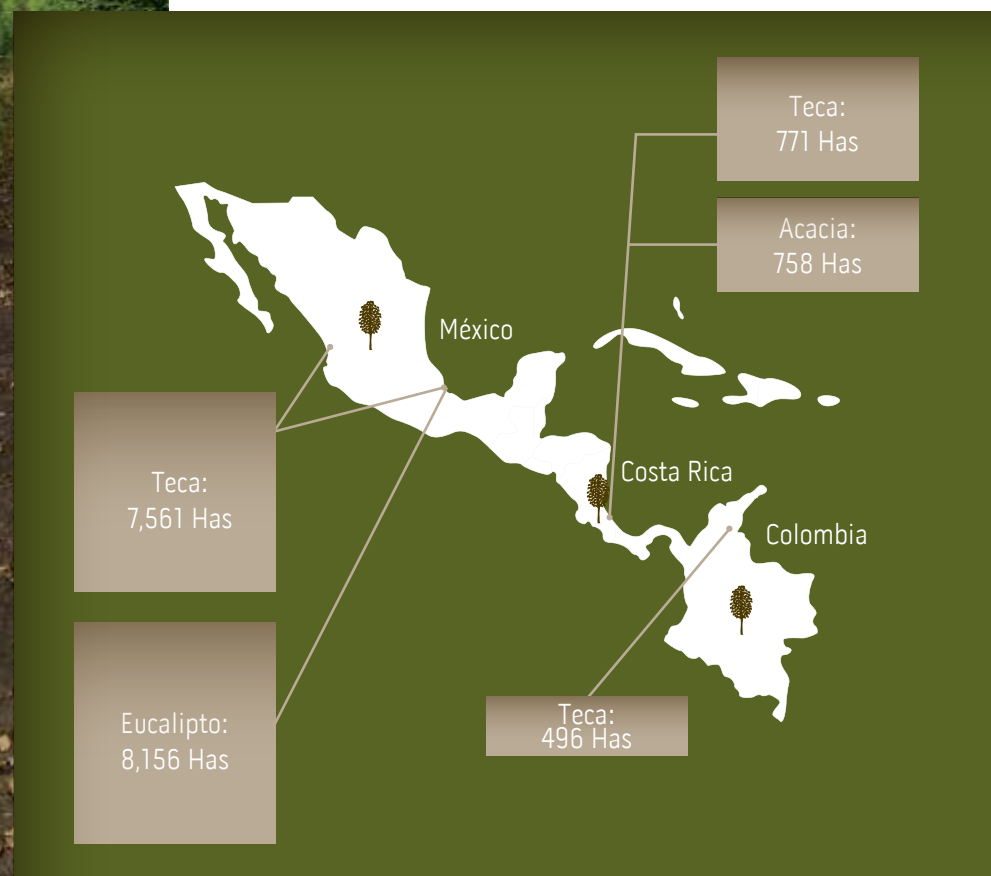 Teca:
771 Has
Acacia:
758 Has
México
Costa Rica
Colombia
Teca:
7,561 Has
Eucalipto:
8,156 Has
Teca:
496 Has